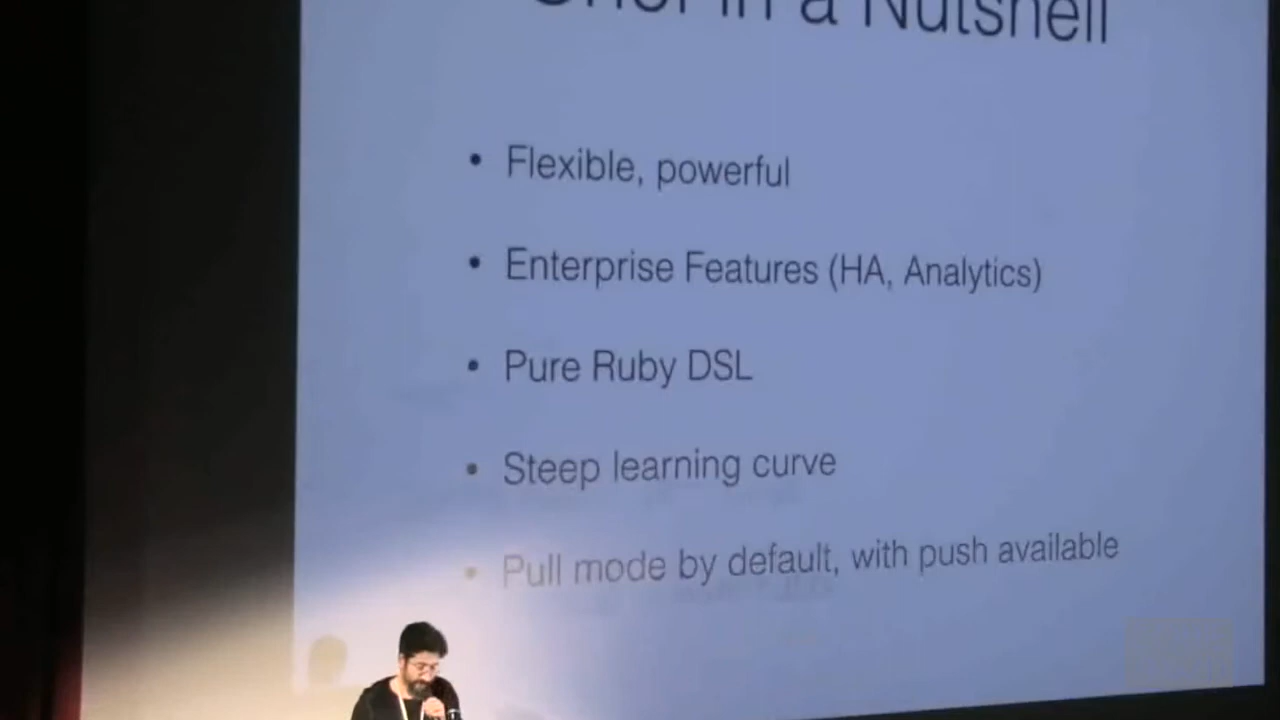 Chef in a Nutshell
• Flexible, powerful
• Enterprise Features (HA, Analytics)
• Pure Ruby DSL
• Steep learning curve
• Pull mode by default, with push available